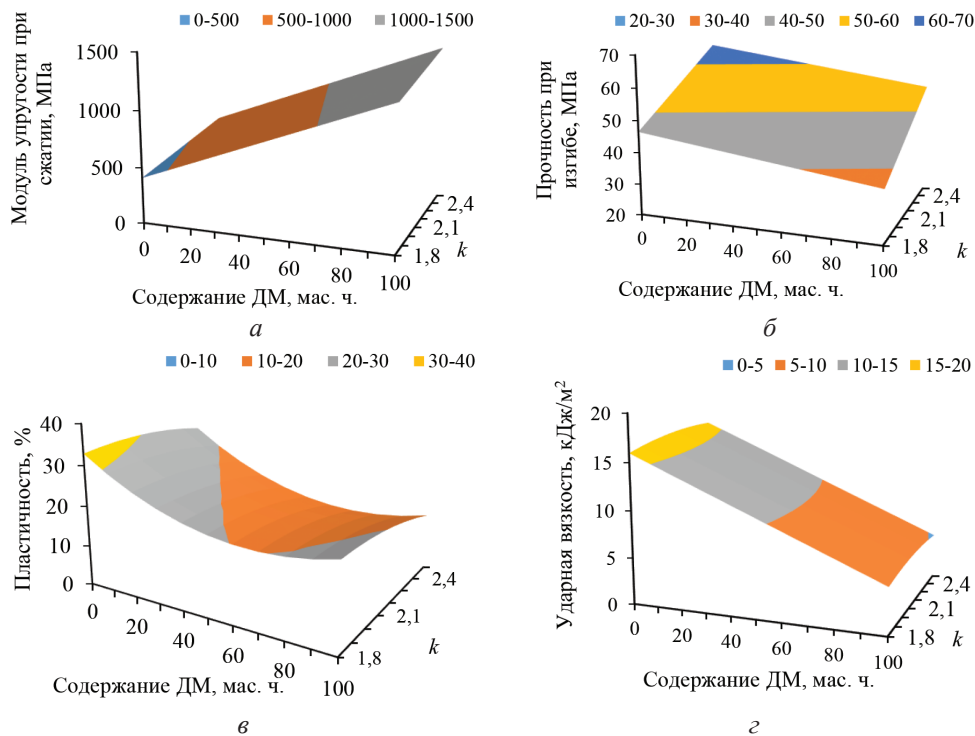 0-500 500-1000 1000-1500
Модуль упругости при
сжатии, МПа
1500
1000
500
0
0
20
40
60
80
100
1,8
2,1
2,4
k
Содержание ДМ, мас. ч.
а
20-30 30-40 40-50 50-60 60-70
Прочность при
изгибе, МПа
70
60
50
40
30
20
0
20
40
60
80
100
1,8
2,1
2,4
k
Содержание ДМ, мас. ч.
б
0-10 10-20 20-30 30-40
Пластичность, %
40
30
20
10
0
0
20
40
60
80
100
1,8
2,1
2,4
k
Содержание ДМ, мас. ч.
в
0-5 5-10 10-15 15-20
Ударная вязкость, кДж/м²
20
15
10
5
0
0
20
40
60
80
100
1,8
2,1
2,4
k
Содержание ДМ, мас. ч.
г